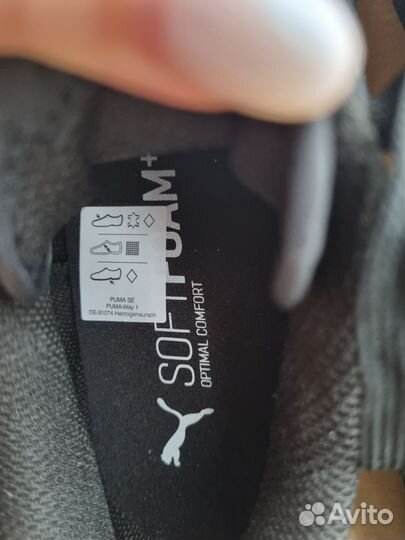 PUMA SE
PUMA-Way 1
DE-91074 Herzogenaurach
SOFTFOAM+
OPTIMAL COMFORT
Avito